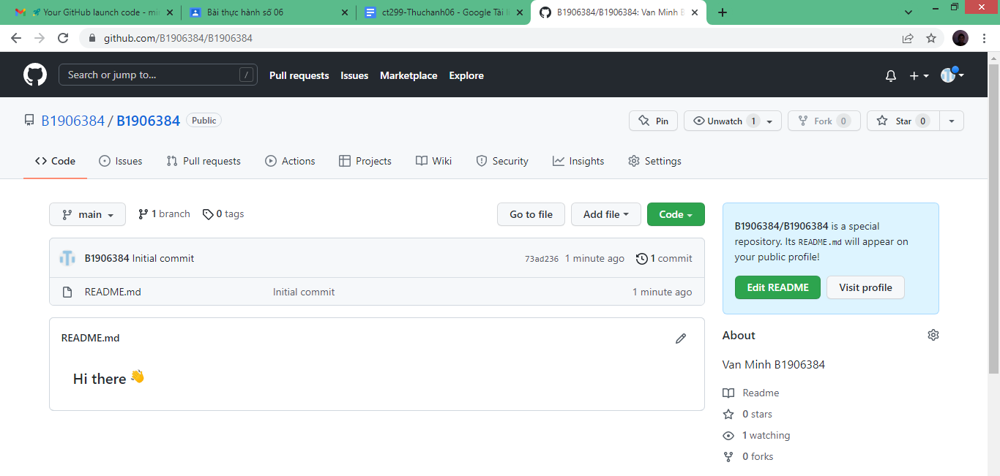 Your GitHub launch code - mi
Bài thực hành số 06
ct299-Thuchanh06 - Google Tài l
B1906384/B1906384: Van Minh B
github.com/B1906384/B1906384
Search or jump to... /
Pull requests Issues Marketplace Explore
B1906384 / B1906384 Public
Pin Unwatch 1 Fork 0 Star 0
Code Issues Pull requests Actions Projects Wiki Security Insights Settings
main 1 branch 0 tags
Go to file Add file Code
B1906384 Initial commit 73ad236 1 minute ago 1 commit
README.md Initial commit 1 minute ago
README.md
Hi there 👋
B1906384/B1906384 is a special
repository. Its README.md will appear on
your public profile!
Edit README Visit profile
About
Van Minh B1906384
Readme
0 stars
1 watching
0 forks